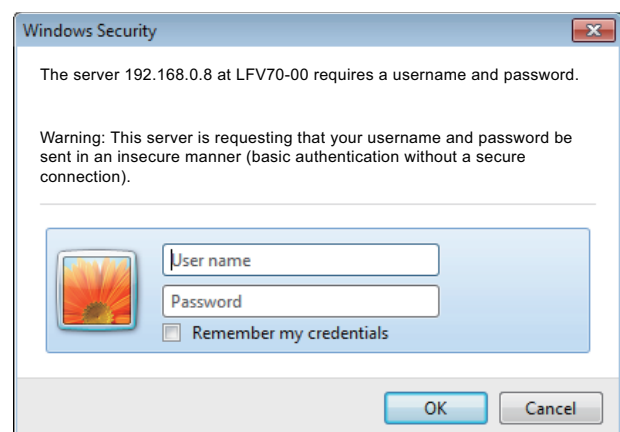 Windows Security
The server 192.168.0.8 at LFV70-00 requires a username and password.
Warning: This server is requesting that your username and password be
sent in an insecure manner (basic authentication without a secure
connection).
User name
Password
Remember my credentials
OK
Cancel